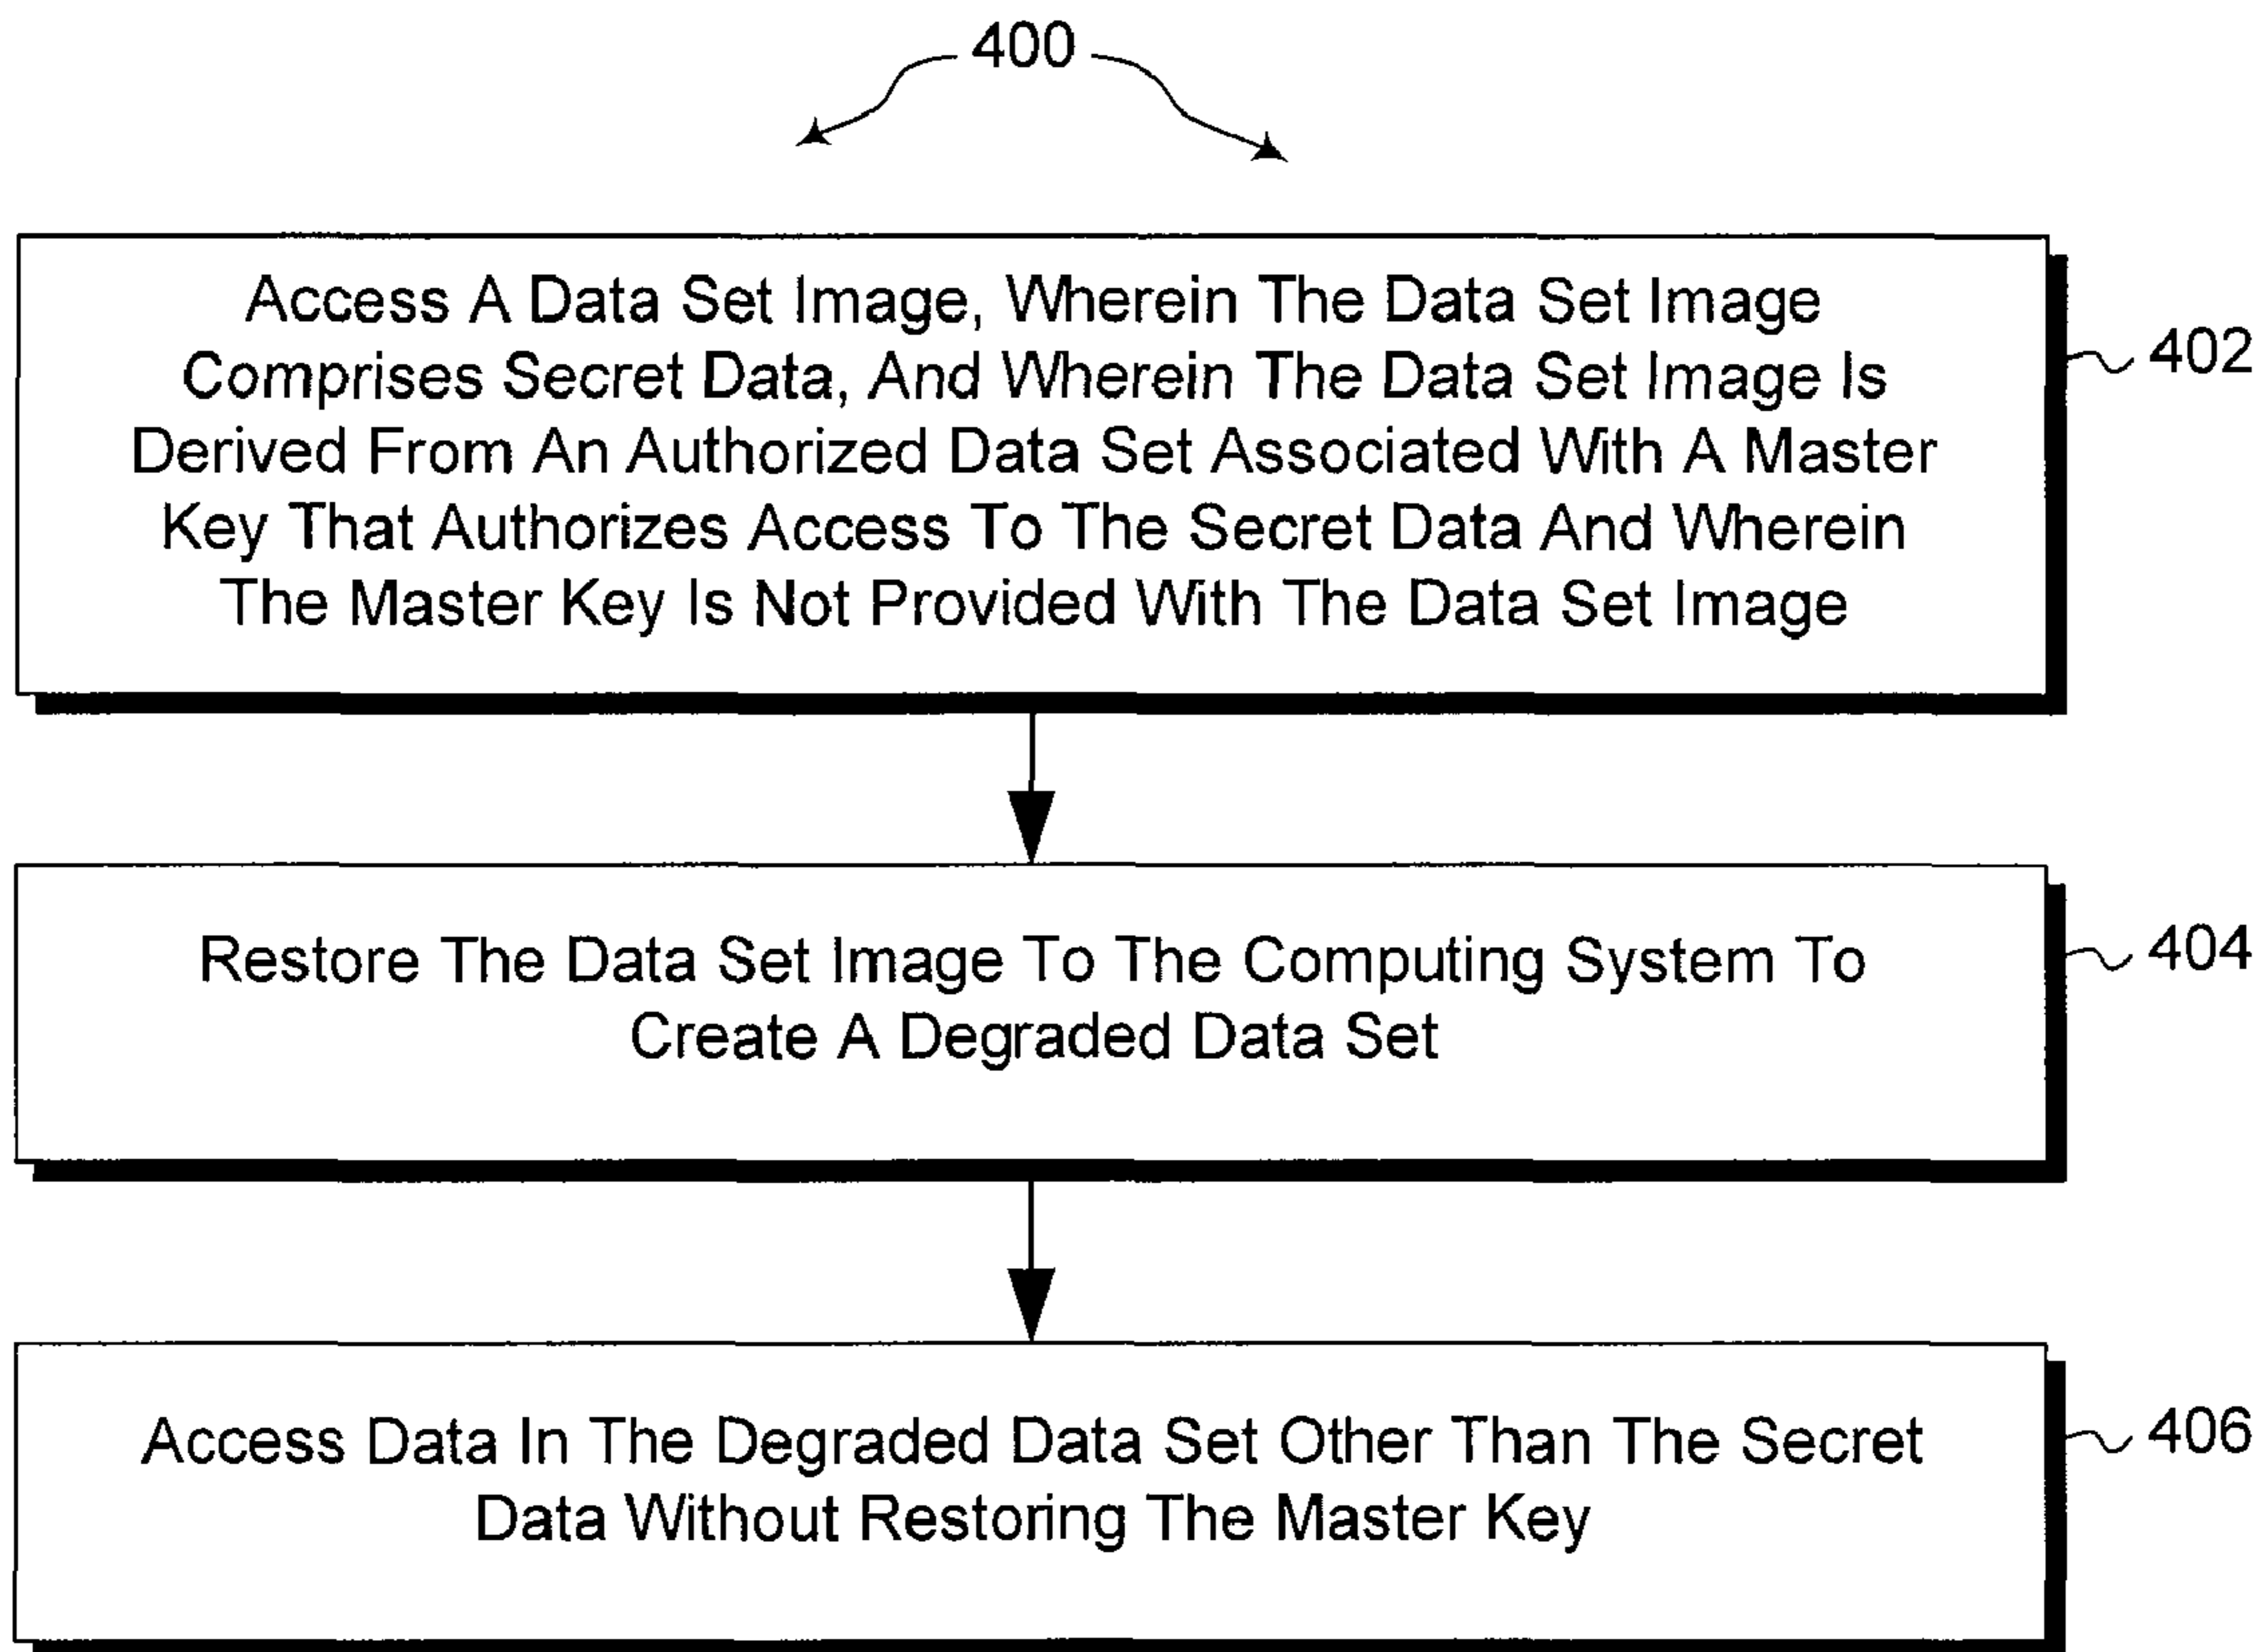 400
Access A Data Set Image, Wherein The Data Set Image
Comprises Secret Data, And Wherein The Data Set Image Is
Derived From An Authorized Data Set Associated With A Master
Key That Authorizes Access To The Secret Data And Wherein
The Master Key Is Not Provided With The Data Set Image
402
Restore The Data Set Image To The Computing System To
Create A Degraded Data Set
404
Access Data In The Degraded Data Set Other Than The Secret
Data Without Restoring The Master Key
406